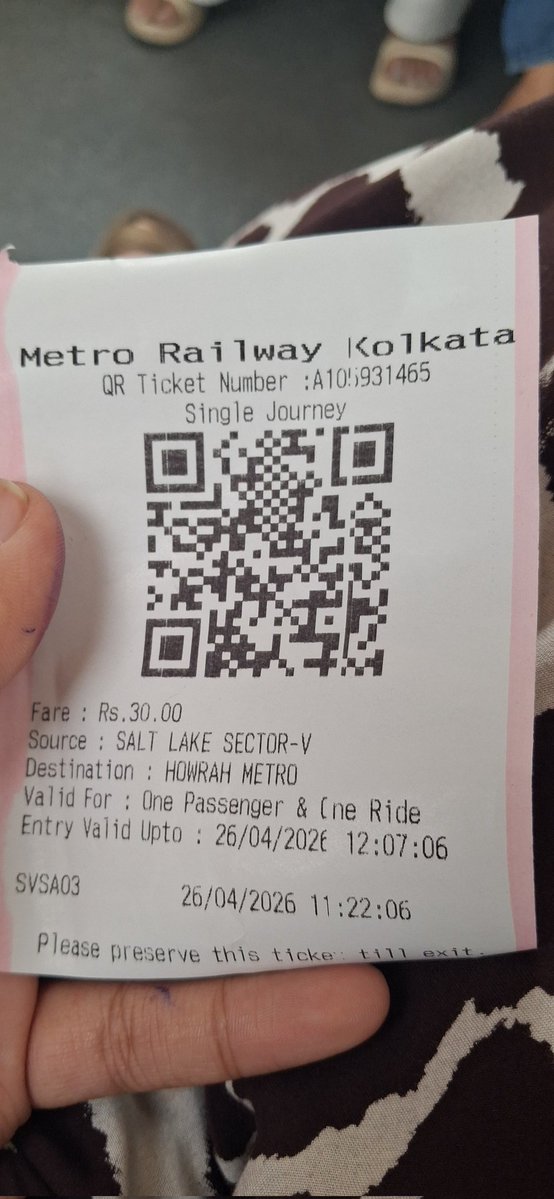 Metro Railway Kolkata
QR Ticket Number :A105931465
Single Journey
Fare : Rs.30.00
Source : SALT LAKE SECTOR-V
Destination : HOWRAH METRO
Valid For : One Passenger & One Ride
Entry Valid Upto : 26/04/2026 12:07:06
SVSA03 26/04/2026 11:22:06
Please preserve this ticket till exit.